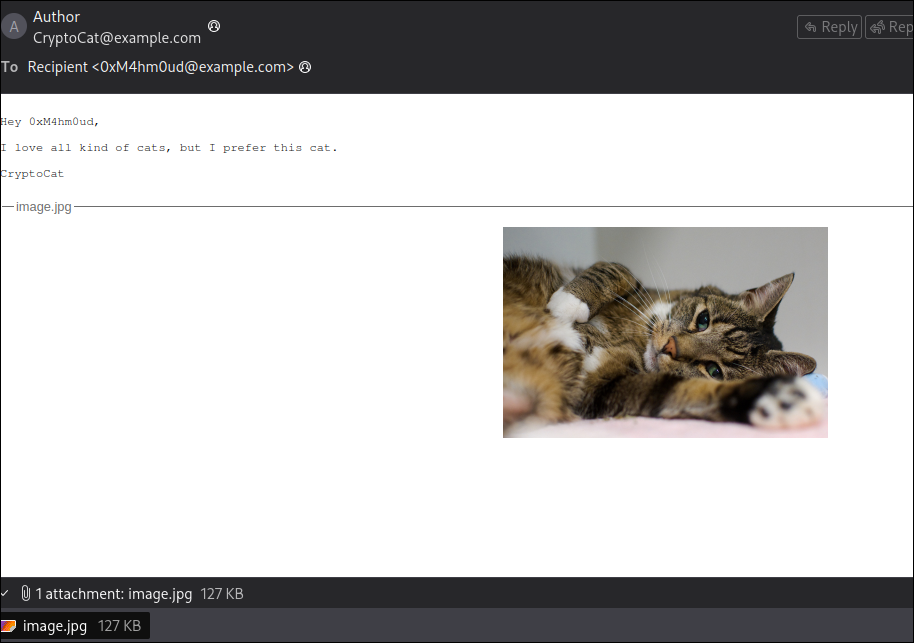 A
Author
CryptoCat@example.com
Reply
Rep
To Recipient <0xM4hm0ud@example.com>
Hey 0xM4hm0ud,
I love all kind of cats, but I prefer this cat.
CryptoCat
image.jpg
1 attachment: image.jpg 127 KB
image.jpg 127 KB